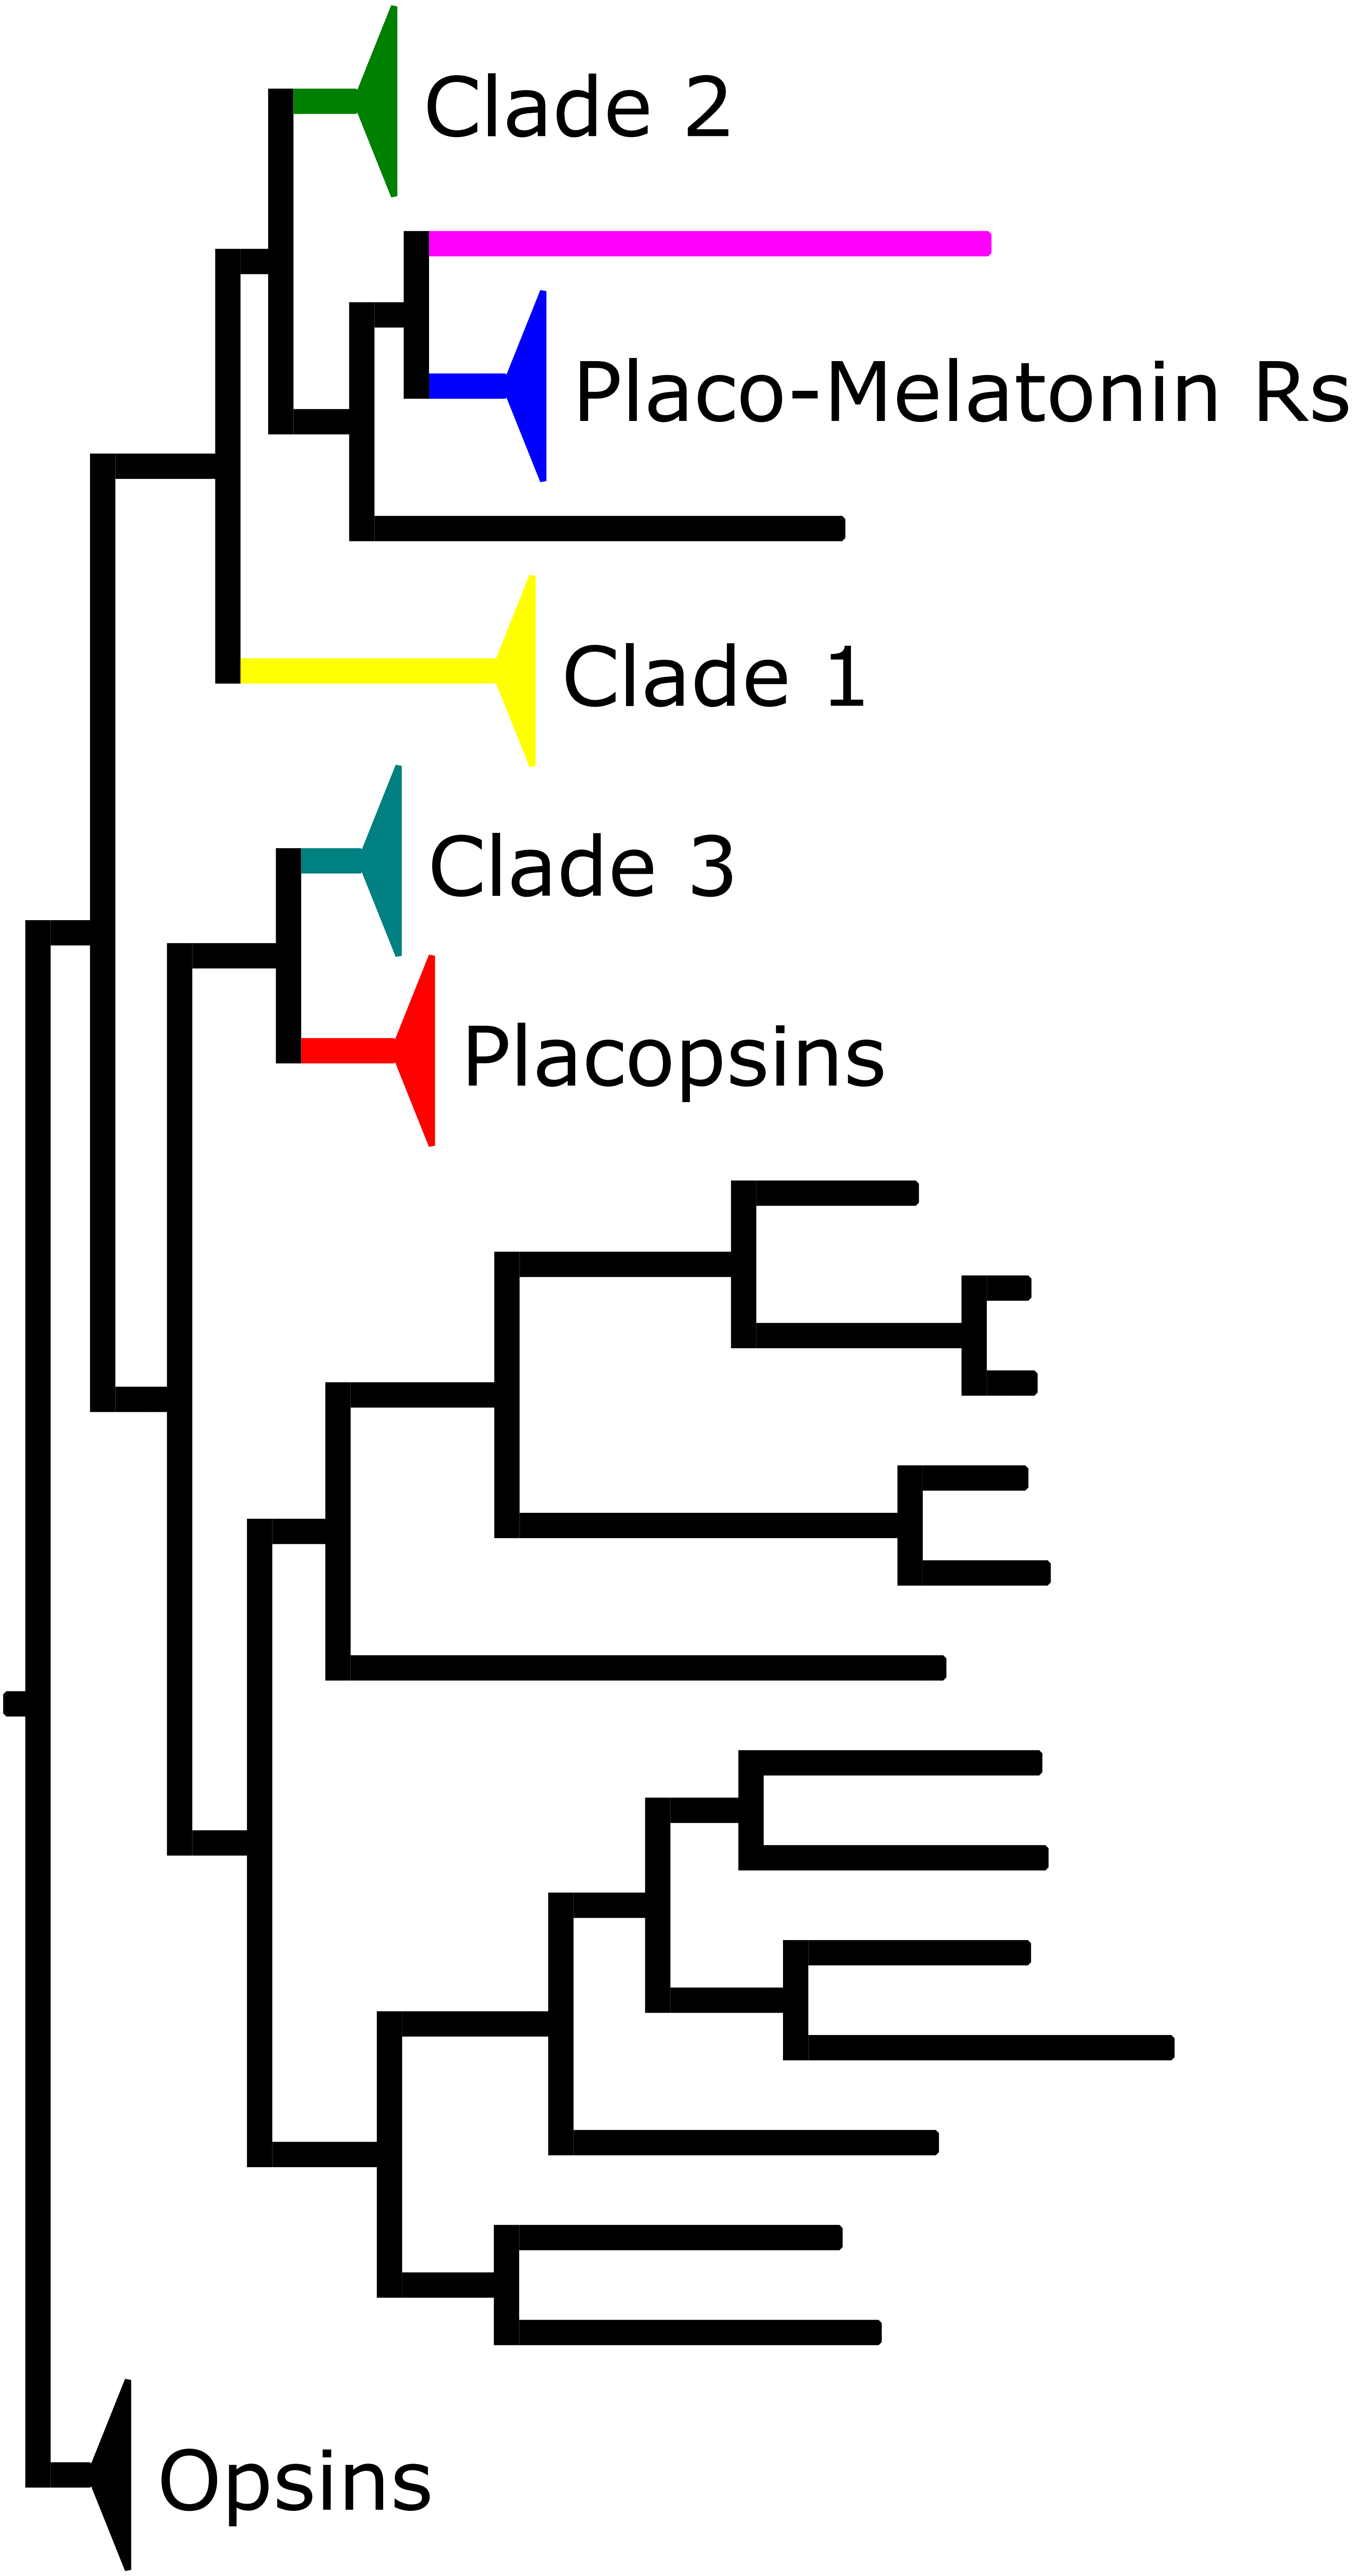 Clade 2
Placo-Melatonin Rs
Clade 1
Clade 3
Placopsins
Opsins